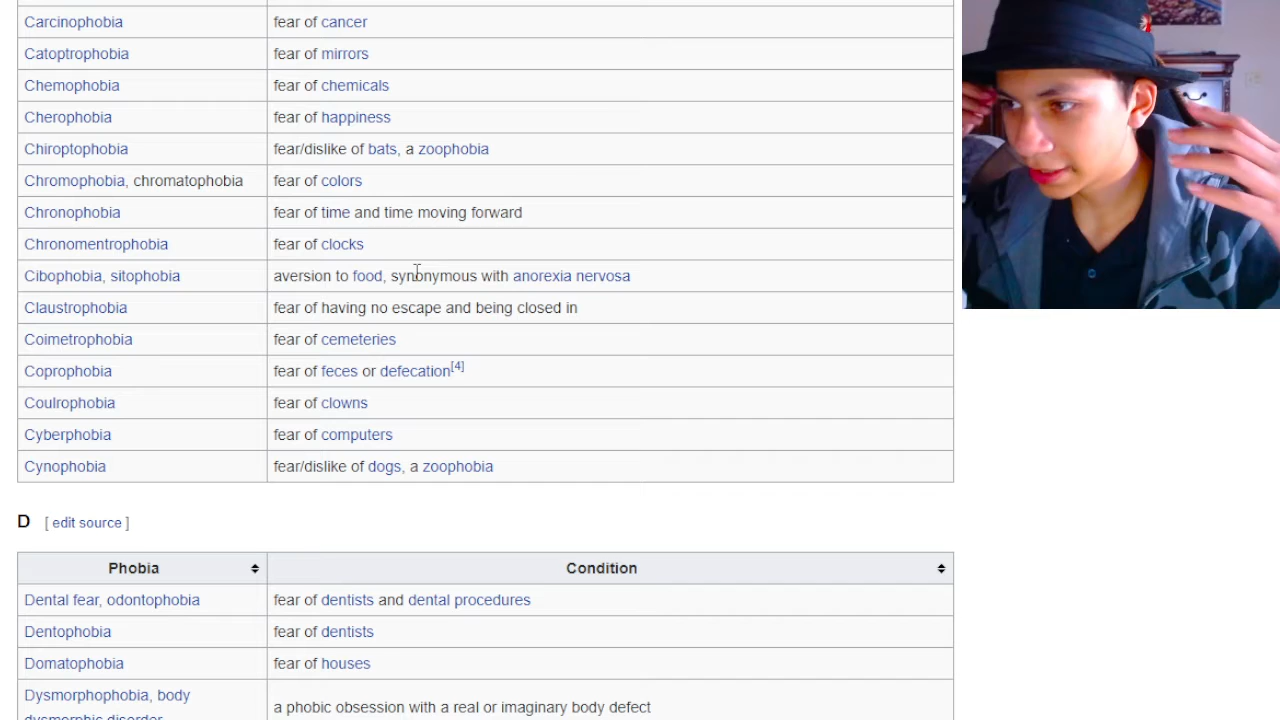 Carcinophobia fear of cancer
Catoptrophobia fear of mirrors
Chemophobia fear of chemicals
Cherophobia fear of happiness
Chiroptophobia fear/dislike of bats, a zoophobia
Chromophobia, chromatophobia fear of colors
Chronophobia fear of time and time moving forward
Chronomentrophobia fear of clocks
Cibophobia, sitophobia aversion to food, synonymous with anorexia nervosa
Claustrophobia fear of having no escape and being closed in
Coimetrophobia fear of cemeteries
Coprophobia fear of feces or defecation[4]
Coulrophobia fear of clowns
Cyberphobia fear of computers
Cynophobia fear/dislike of dogs, a zoophobia
D [ edit source ]
Phobia Condition
Dental fear, odontophobia fear of dentists and dental procedures
Dentophobia fear of dentists
Domatophobia fear of houses
Dysmorphophobia, body a phobic obsession with a real or imaginary body defect
dysmorphic disorder